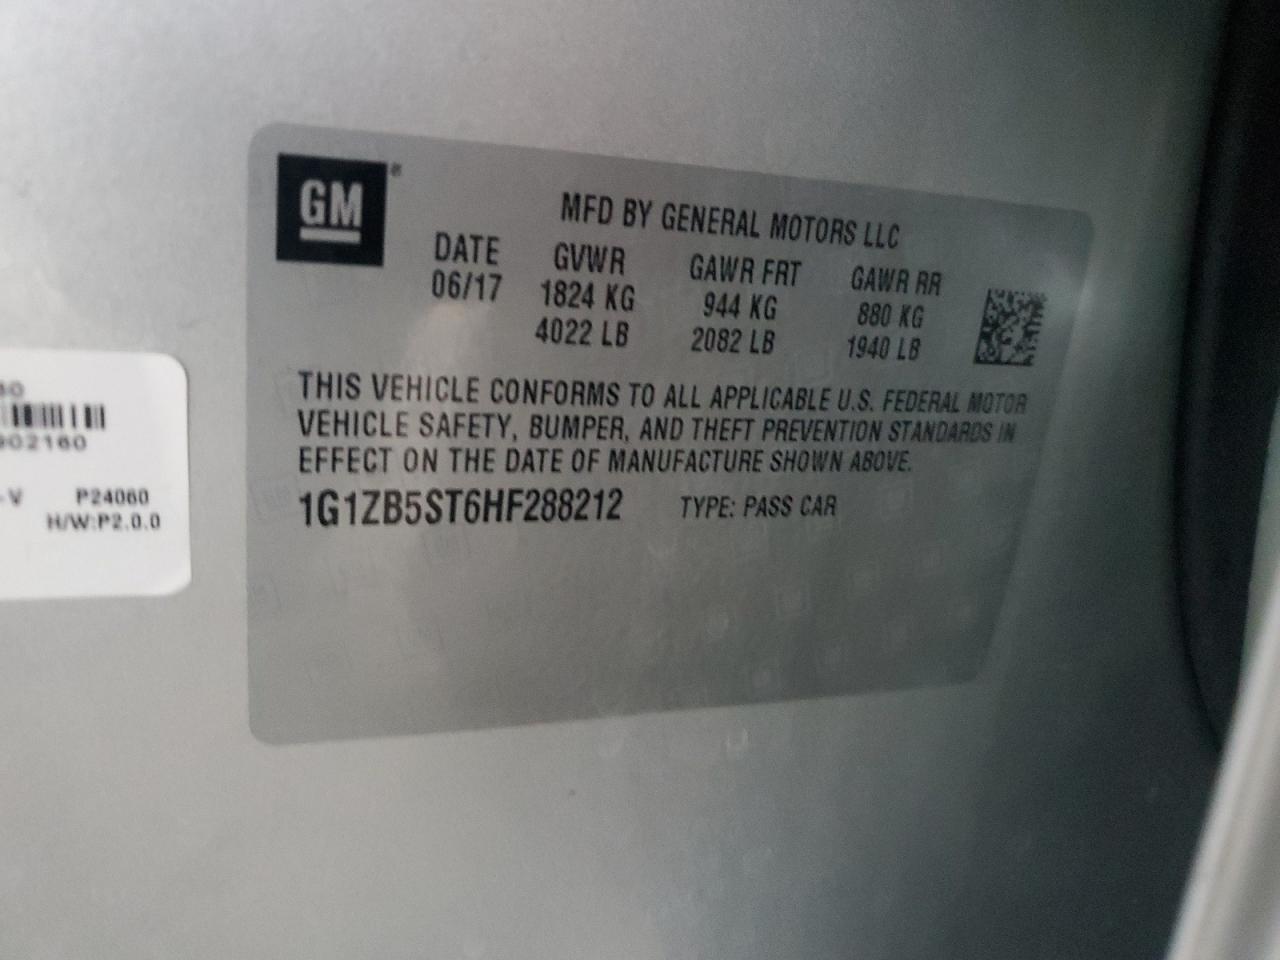 GM
MFD BY GENERAL MOTORS LLC
DATE GVWR GAWR FRT GAWR RR
06/17 1824 KG 944 KG 880 KG
4022 LB 2082 LB 1940 LB
THIS VEHICLE CONFORMS TO ALL APPLICABLE U.S. FEDERAL MOTOR
VEHICLE SAFETY, BUMPER, AND THEFT PREVENTION STANDARDS IN
EFFECT ON THE DATE OF MANUFACTURE SHOWN ABOVE.
1G1ZB5ST6HF288212 TYPE: PASS CAR
902160
-V P24060
H/W:P2.0.0